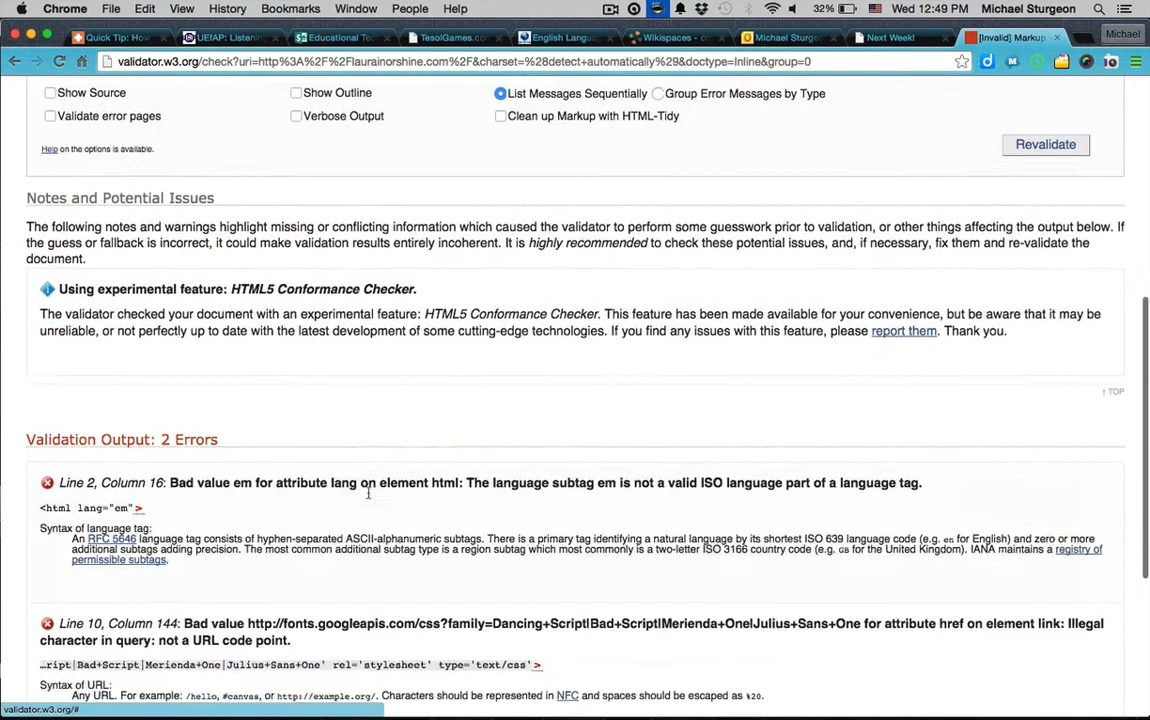 Chrome File Edit View History Bookmarks Window People Help 32% Wed 12:49 PM Michael Sturgeon
Quick Tip: How UEfAP: Listening Educational Tec TesolGames.com English Langu Wikispaces - cm Michael Sturgeon Next Week! [Invalid] Markup Michael
validator.w3.org/check?uri=http%3A%2F%2Flaurainorshine.com%2F&charset=%28detect+automatically%29&doctype=Inline&group=0
Show Source Show Outline List Messages Sequentially Group Error Messages by Type
Validate error pages Verbose Output Clean up Markup with HTML-Tidy
Help on the options is available. Revalidate
Notes and Potential Issues
The following notes and warnings highlight missing or conflicting information which caused the validator to perform some guesswork prior to validation, or other things affecting the output below. If
the guess or fallback is incorrect, it could make validation results entirely incoherent. It is highly recommended to check these potential issues, and, if necessary, fix them and re-validate the
document.
Using experimental feature: HTML5 Conformance Checker.
The validator checked your document with an experimental feature: HTML5 Conformance Checker. This feature has been made available for your convenience, but be aware that it may be
unreliable, or not perfectly up to date with the latest development of some cutting-edge technologies. If you find any issues with this feature, please report them. Thank you.
↑ TOP
Validation Output: 2 Errors
Line 2, Column 16: Bad value em for attribute lang on element html: The language subtag em is not a valid ISO language part of a language tag.
<html lang="em">
Syntax of language tag:
An RFC 5646 language tag consists of hyphen-separated ASCII-alphanumeric subtags. There is a primary tag identifying a natural language by its shortest ISO 639 language code (e.g. en for English) and zero or more
additional subtags adding precision. The most common additional subtag type is a region subtag which most commonly is a two-letter ISO 3166 country code (e.g. GB for the United Kingdom). IANA maintains a registry of
permissible subtags.
Line 10, Column 144: Bad value http://fonts.googleapis.com/css?family=Dancing+Script|Bad+Script|Merienda+One|Julius+Sans+One for attribute href on element link: Illegal
character in query: not a URL code point.
…ript|Bad+Script|Merienda+One|Julius+Sans+One' rel='stylesheet' type='text/css'>
Syntax of URL:
Any URL. For example: /hello, #canvas, or http://example.org/. Characters should be represented in NFC and spaces should be escaped as %20.
validator.w3.org/#